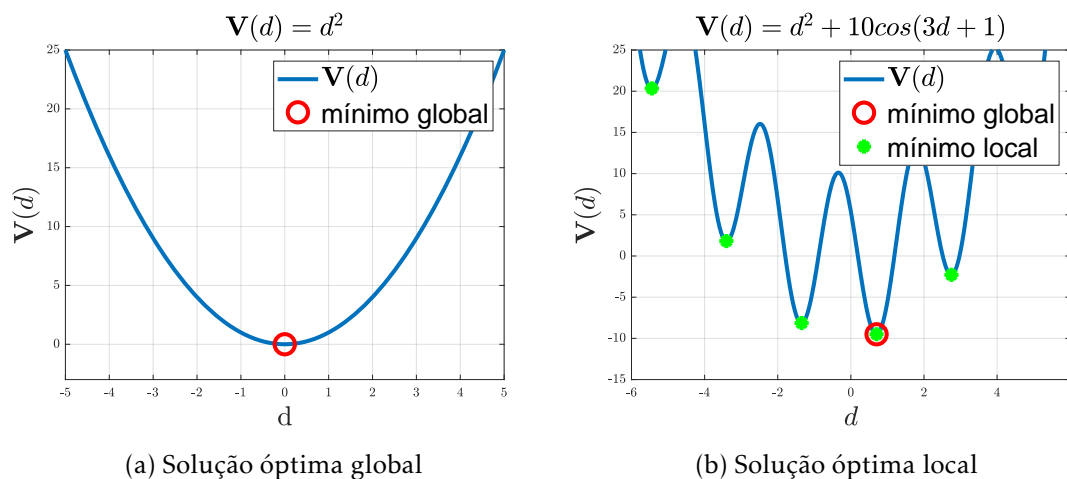 V(d) = d²
25
20
15
10
5
0
-5 -4 -3 -2 -1 0 1 2 3 4 5
V(d)
d
V(d)
mínimo global
(a) Solução óptima global
V(d) = d² + 10cos(3d + 1)
25
20
15
10
5
0
-5
-10
-15
-6 -4 -2 0 2 4
V(d)
d
V(d)
mínimo global
mínimo local
(b) Solução óptima local